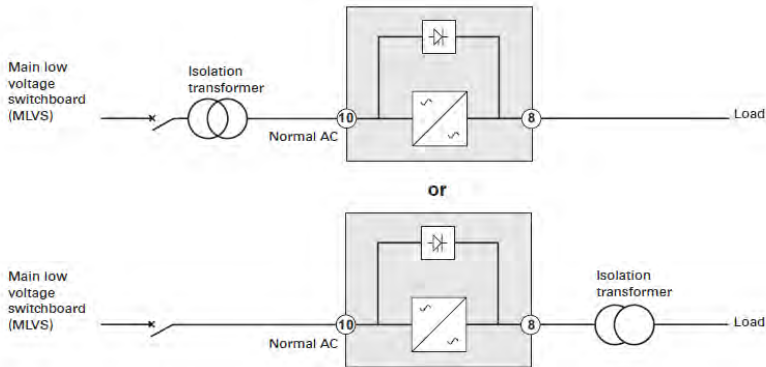 Main low
voltage
switchboard
(MLVS)
Isolation
transformer
Normal AC
10
8
Load
or
Main low
voltage
switchboard
(MLVS)
Normal AC
10
8
Isolation
transformer
Load